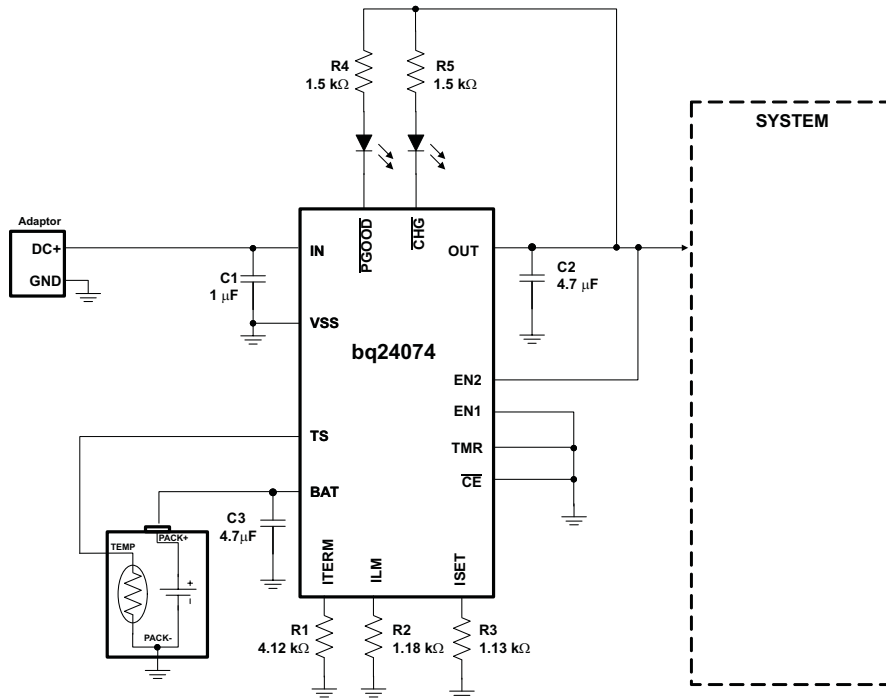 R4
1.5 kΩ
R5
1.5 kΩ
SYSTEM
Adaptor
DC+
GND
C1
1 μF
IN
PGOOD
CHG
OUT
C2
4.7 μF
VSS
bq24074
EN2
EN1
TS
TMR
CE
BAT
C3
4.7μF
PACK+
TEMP
+
–
PACK-
ITERM
ILM
ISET
R1
4.12 kΩ
R2
1.18 kΩ
R3
1.13 kΩ